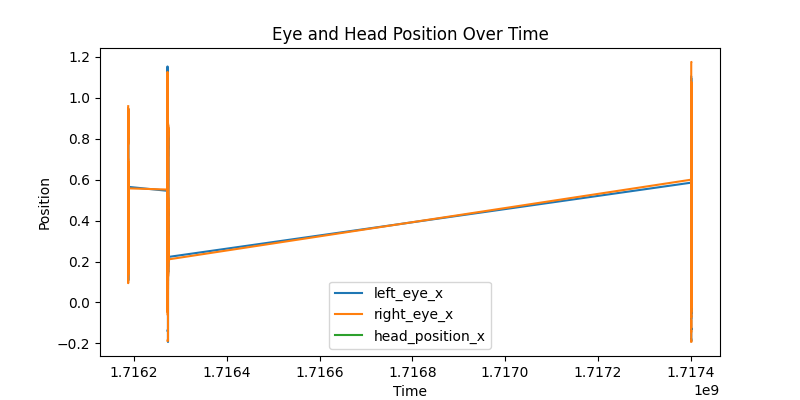 Eye and Head Position Over Time
1.2
1.0
0.8
0.6
0.4
0.2
0.0
−0.2
Position
left_eye_x
right_eye_x
head_position_x
1.7162 1.7164 1.7166 1.7168 1.7170 1.7172 1.7174
Time
1e9